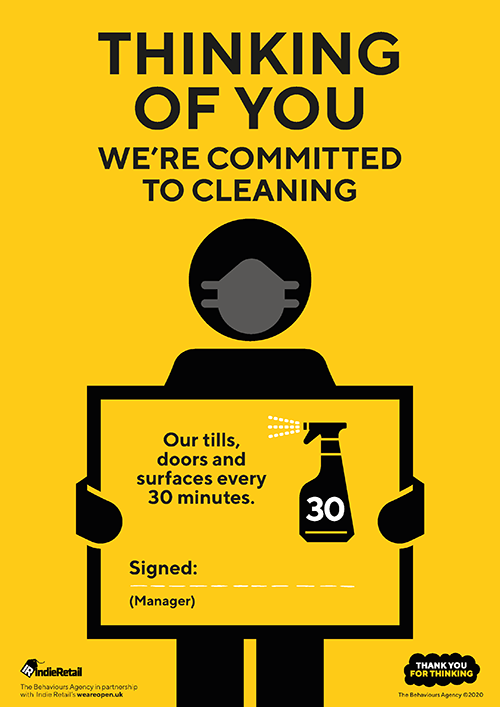 THINKING
OF YOU
WE'RE COMMITTED
TO CLEANING
Our tills,
doors and
surfaces every
30 minutes.
30
Signed:
(Manager)
IR IndieRetail
The Behaviours Agency in partnership
with Indie Retail's weareopen.uk
THANK YOU
FOR THINKING
The Behaviours Agency ©2020